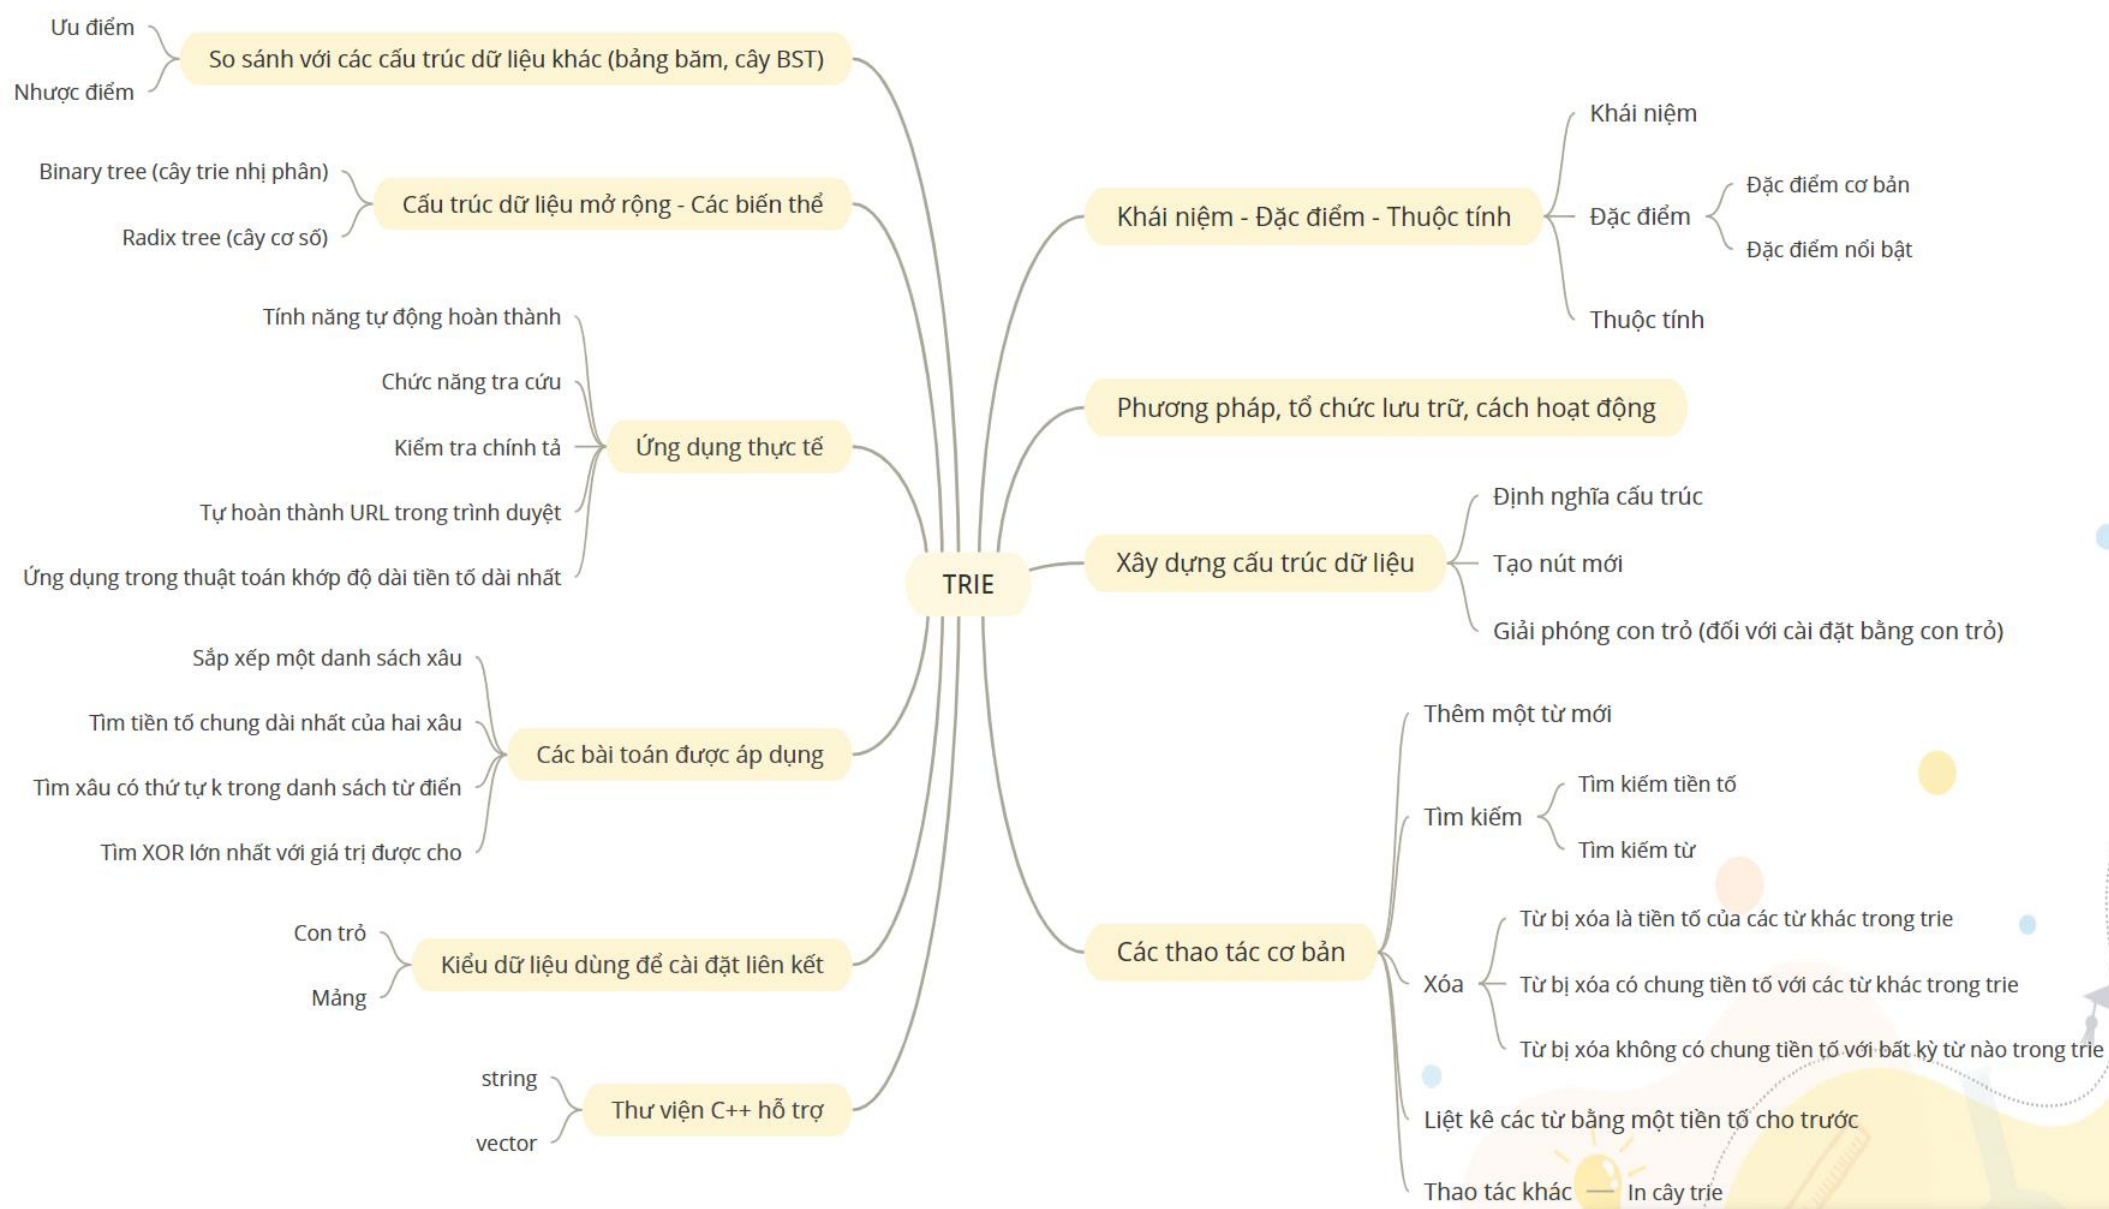 Ưu điểm
Nhược điểm
So sánh với các cấu trúc dữ liệu khác (bảng băm, cây BST)
Binary tree (cây trie nhị phân)
Radix tree (cây cơ số)
Cấu trúc dữ liệu mở rộng - Các biến thể
Tính năng tự động hoàn thành
Chức năng tra cứu
Kiểm tra chính tả
Tự hoàn thành URL trong trình duyệt
Ứng dụng trong thuật toán khớp độ dài tiền tố dài nhất
Ứng dụng thực tế
Sắp xếp một danh sách xâu
Tìm tiền tố chung dài nhất của hai xâu
Tìm xâu có thứ tự k trong danh sách từ điển
Tìm XOR lớn nhất với giá trị được cho
Các bài toán được áp dụng
Con trỏ
Mảng
Kiểu dữ liệu dùng để cài đặt liên kết
string
vector
Thư viện C++ hỗ trợ
TRIE
Khái niệm - Đặc điểm - Thuộc tính
Khái niệm
Đặc điểm
Đặc điểm cơ bản
Đặc điểm nổi bật
Thuộc tính
Phương pháp, tổ chức lưu trữ, cách hoạt động
Xây dựng cấu trúc dữ liệu
Định nghĩa cấu trúc
Tạo nút mới
Giải phóng con trỏ (đối với cài đặt bằng con trỏ)
Các thao tác cơ bản
Thêm một từ mới
Tìm kiếm
Tìm kiếm tiền tố
Tìm kiếm từ
Xóa
Từ bị xóa là tiền tố của các từ khác trong trie
Từ bị xóa có chung tiền tố với các từ khác trong trie
Từ bị xóa không có chung tiền tố với bất kỳ từ nào trong trie
Liệt kê các từ bằng một tiền tố cho trước
Thao tác khác
In cây trie